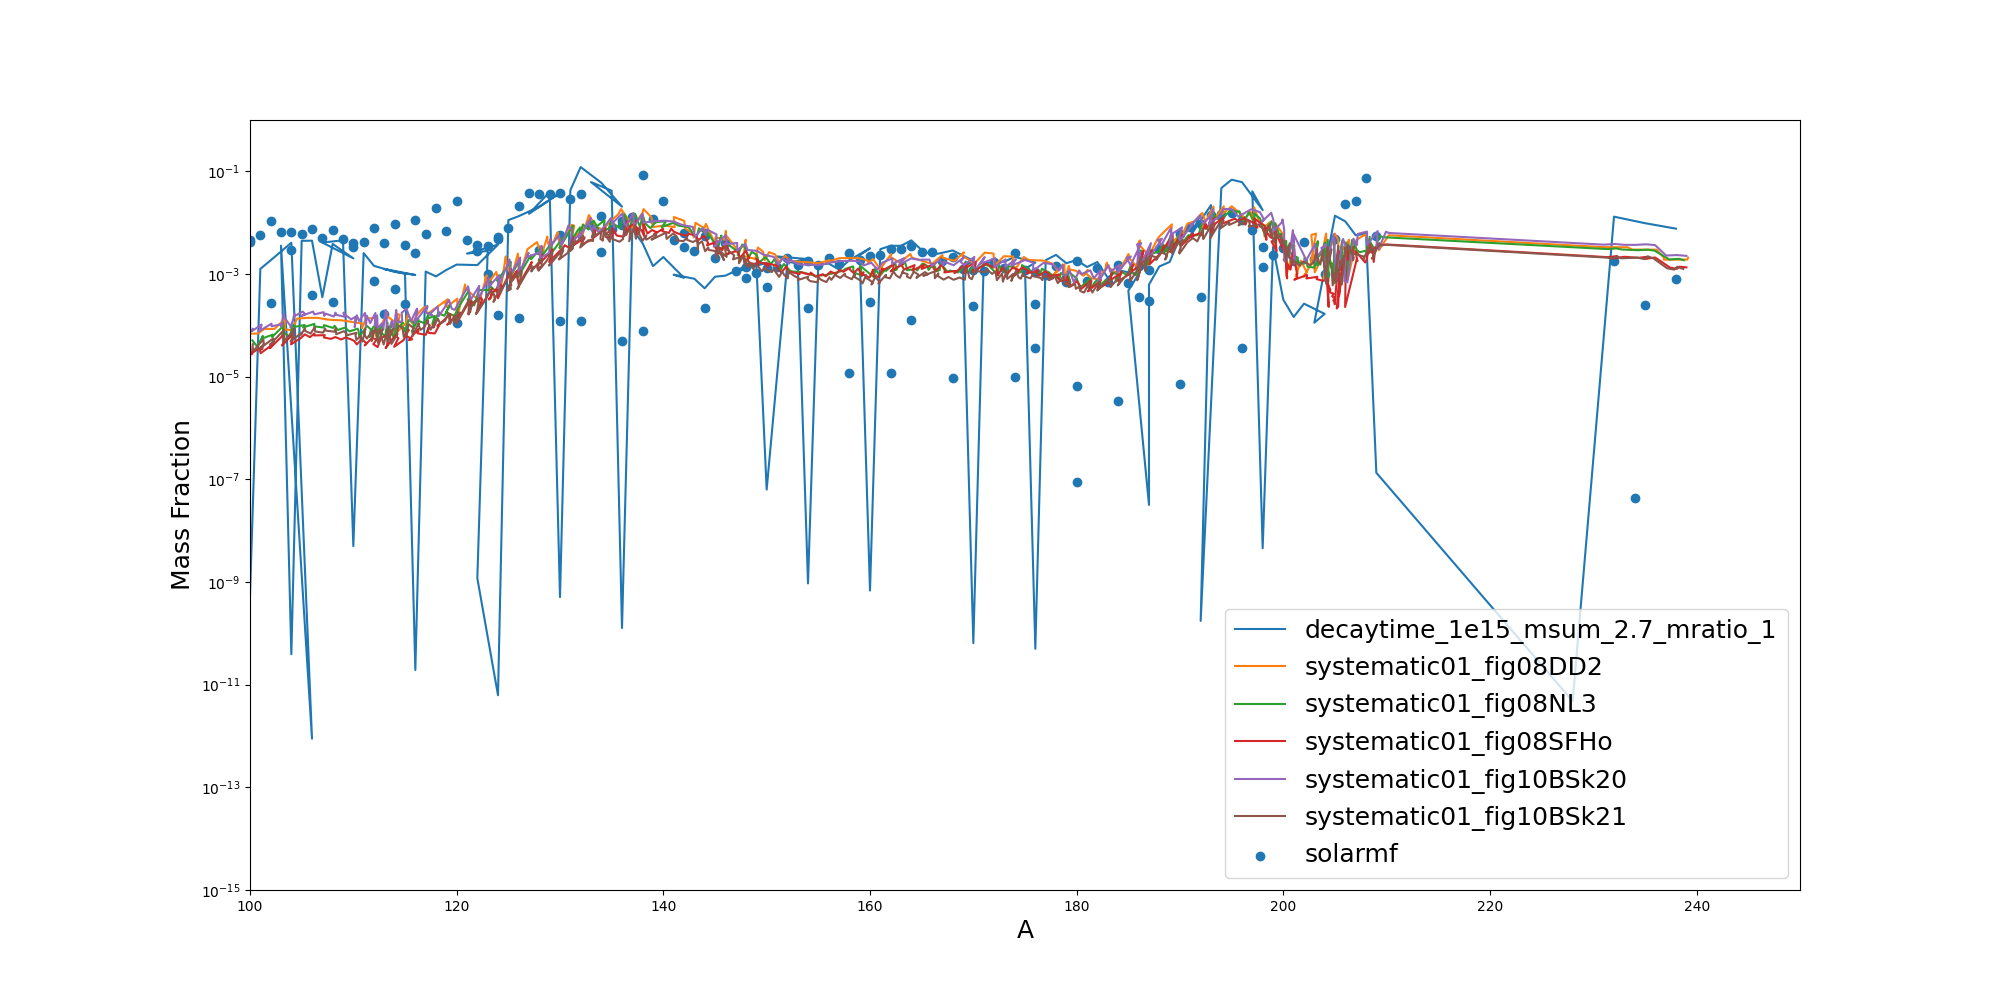 Mass Fraction
10⁻¹
10⁻³
10⁻⁵
10⁻⁷
10⁻⁹
10⁻¹¹
10⁻¹³
10⁻¹⁵
100 120 140 160 180 200 220 240
A
decaytime_1e15_msum_2.7_mratio_1
systematic01_fig08DD2
systematic01_fig08NL3
systematic01_fig08SFHo
systematic01_fig10BSk20
systematic01_fig10BSk21
solarmf